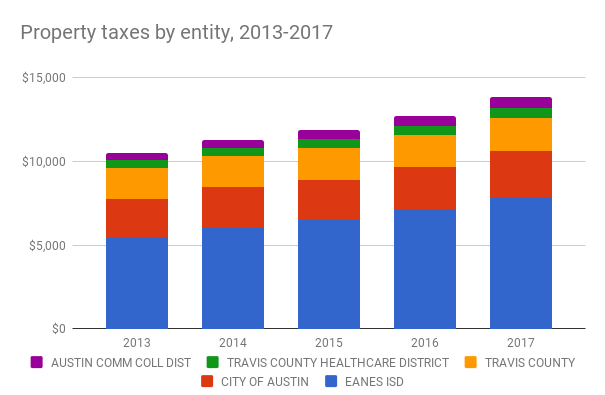 Property taxes by entity, 2013-2017
$15,000
$10,000
$5,000
$0
2013 2014 2015 2016 2017
AUSTIN COMM COLL DIST TRAVIS COUNTY HEALTHCARE DISTRICT TRAVIS COUNTY
CITY OF AUSTIN EANES ISD